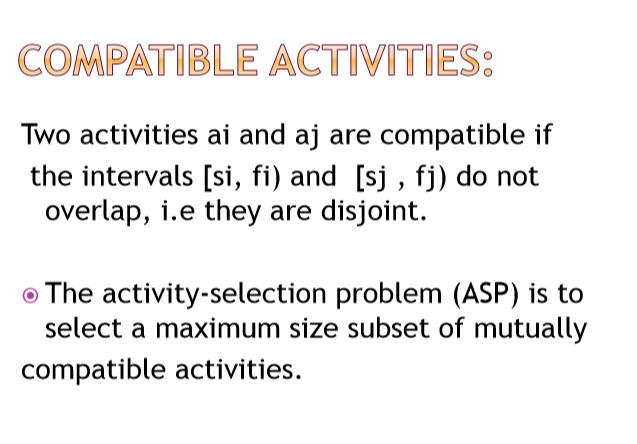 COMPATIBLE ACTIVITIES:
Two activities ai and aj are compatible if
the intervals [si, fi) and [sj , fj) do not
overlap, i.e they are disjoint.
The activity-selection problem (ASP) is to
select a maximum size subset of mutually
compatible activities.